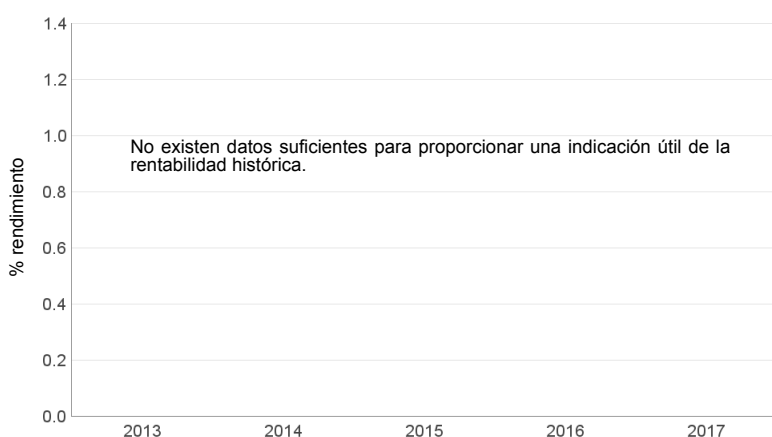 1.4
1.2
1.0
No existen datos suficientes para proporcionar una indicación útil de la
rentabilidad histórica.
0.8
% rendimiento
0.6
0.4
0.2
0.0
2013 2014 2015 2016 2017